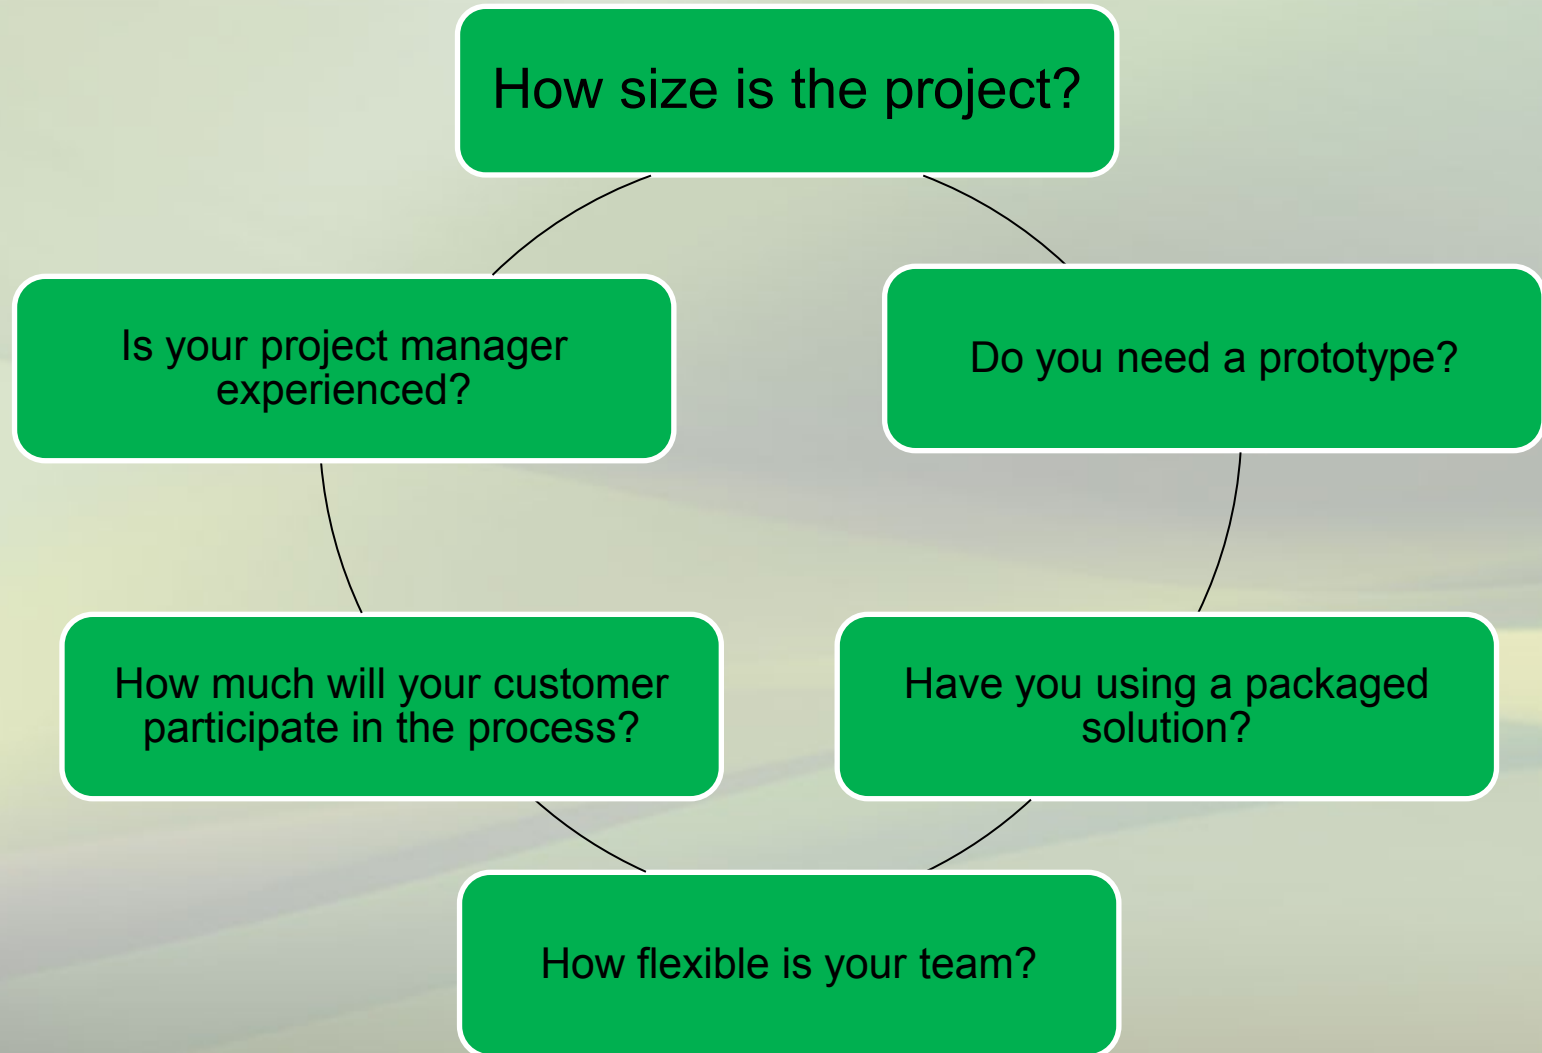 How size is the project?
Is your project manager
experienced?
Do you need a prototype?
How much will your customer
participate in the process?
Have you using a packaged
solution?
How flexible is your team?